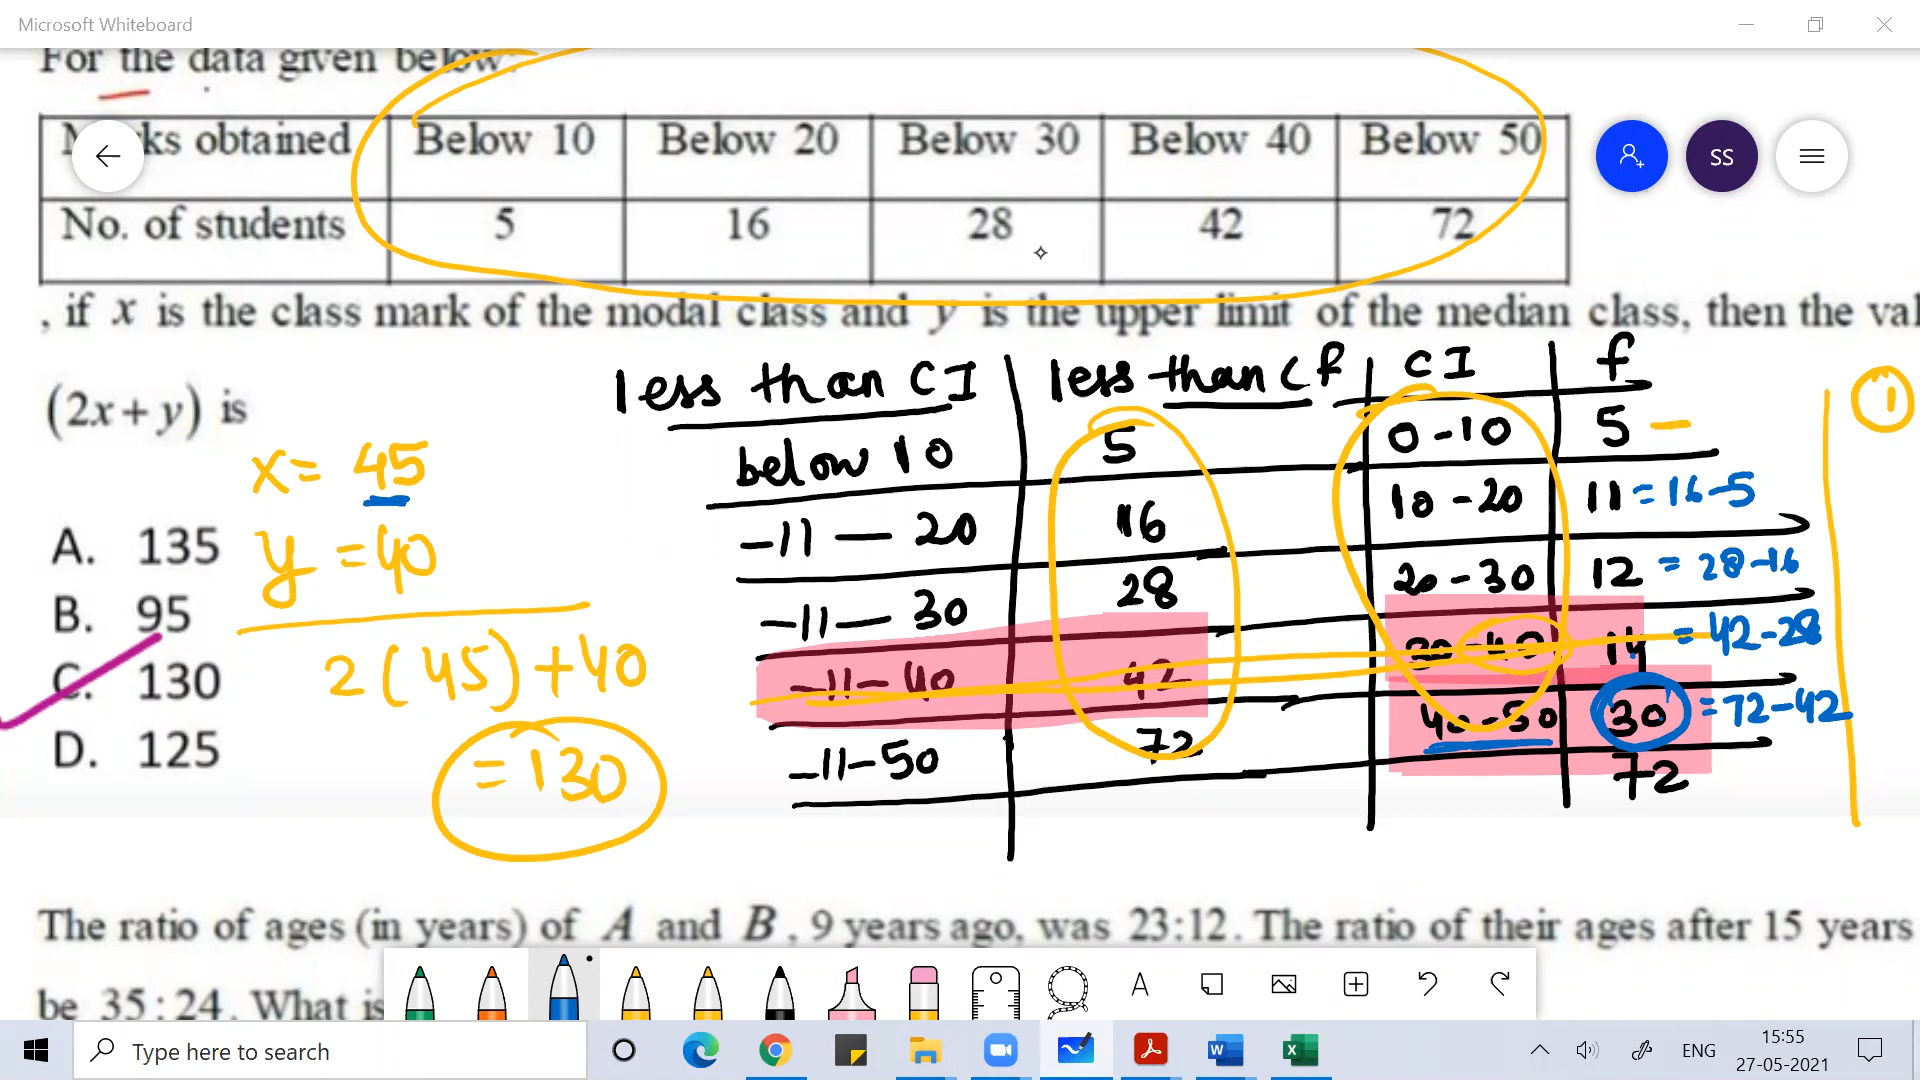 Microsoft Whiteboard
For the data given below:
ks obtained Below 10 Below 20 Below 30 Below 40 Below 50
No. of students 5 16 28 42 72
, if x is the class mark of the modal class and y is the upper limit of the median class, then the val
(2x+y) is
x= 45
y =40
2(45)+40
=130
A. 135
B. 95
C. 130
D. 125
less than CI less than Cf CI f
below 10 5 0-10 5 -
-11- 20 16 10-20 11 =16-5
-11- 30 28 20-30 12 = 28-16
-11- 40 42 30-40 14 = 42-28
-11-50 72 40-50 30 =72-42
72
1
SS
The ratio of ages (in years) of A and B, 9 years ago, was 23:12. The ratio of their ages after 15 years
be 35:24. What is
A
Type here to search
ENG
15:55
27-05-2021